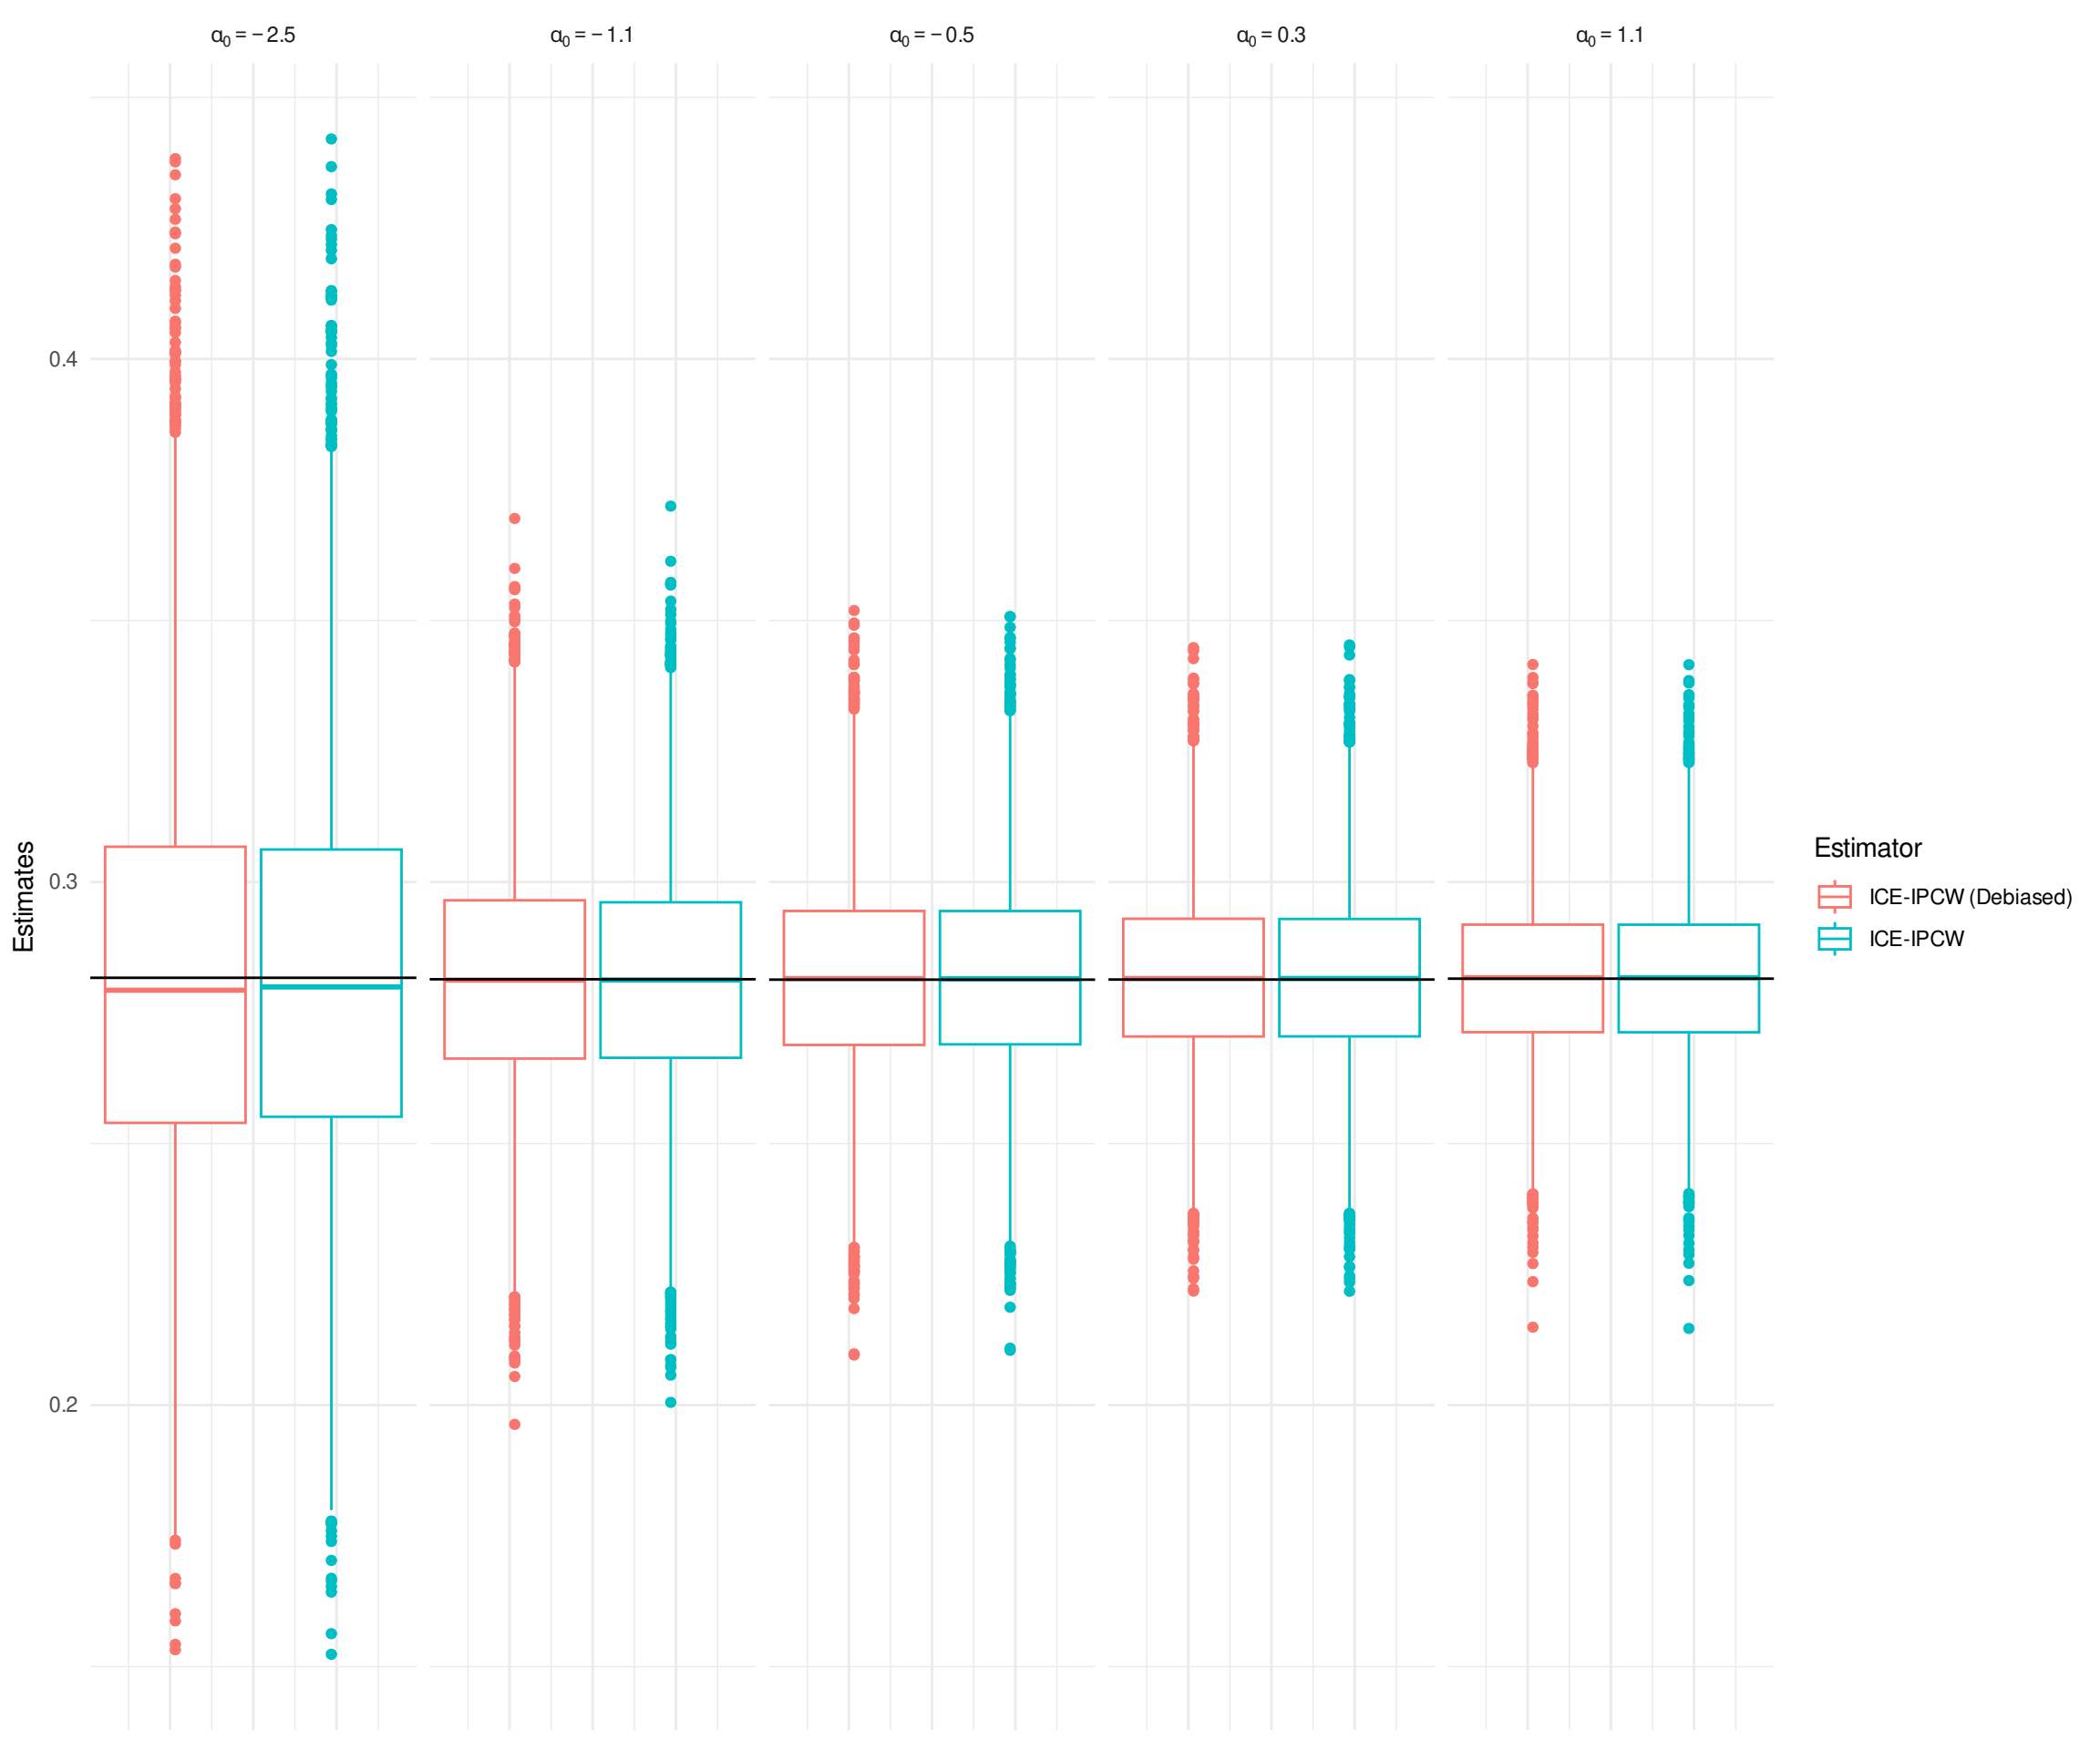 α₀ = −2.5
α₀ = −1.1
α₀ = −0.5
α₀ = 0.3
α₀ = 1.1
0.4
0.3
0.2
Estimates
Estimator
ICE-IPCW (Debiased)
ICE-IPCW